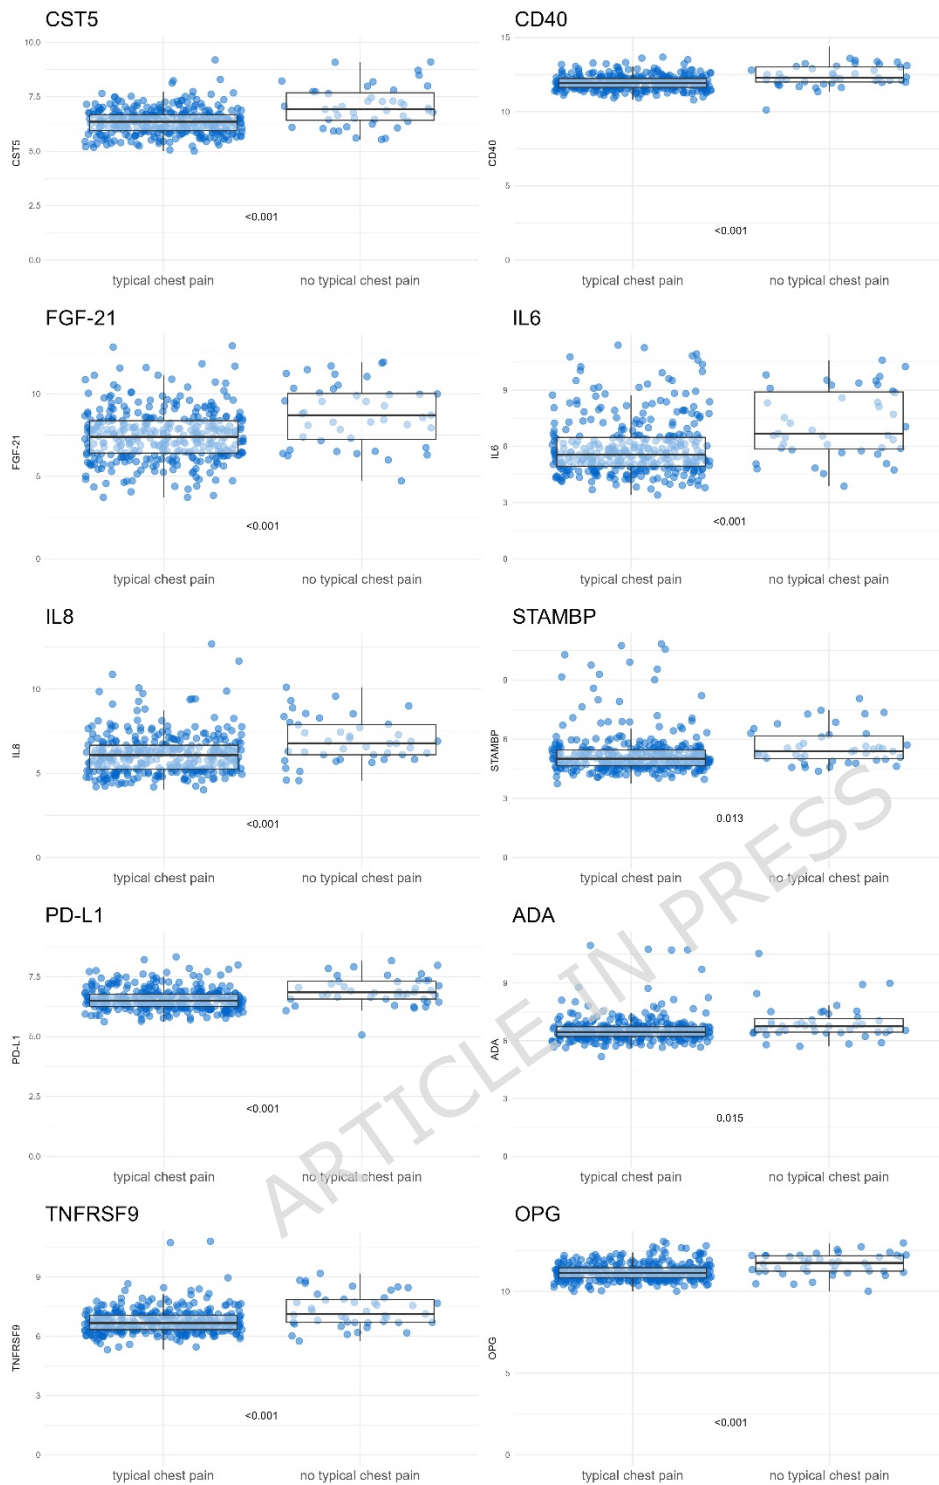 CST5
10.0
7.5
5.0
2.5
0.0
CST5
<0.001
typical chest pain
no typical chest pain
CD40
15
10
5
0
CD40
<0.001
typical chest pain
no typical chest pain
FGF-21
10
5
0
FGF-21
<0.001
typical chest pain
no typical chest pain
IL6
9
6
3
0
IL6
<0.001
typical chest pain
no typical chest pain
IL8
10
5
0
IL8
<0.001
typical chest pain
no typical chest pain
STAMBP
9
6
3
0
STAMBP
0.013
typical chest pain
no typical chest pain
PD-L1
7.5
5.0
2.5
0.0
PD-L1
<0.001
typical chest pain
no typical chest pain
ADA
9
6
3
0
ADA
0.015
typical chest pain
no typical chest pain
TNFRSF9
9
6
3
0
TNFRSF9
<0.001
typical chest pain
no typical chest pain
OPG
10
5
0
OPG
<0.001
typical chest pain
no typical chest pain
ARTICLE IN PRESS